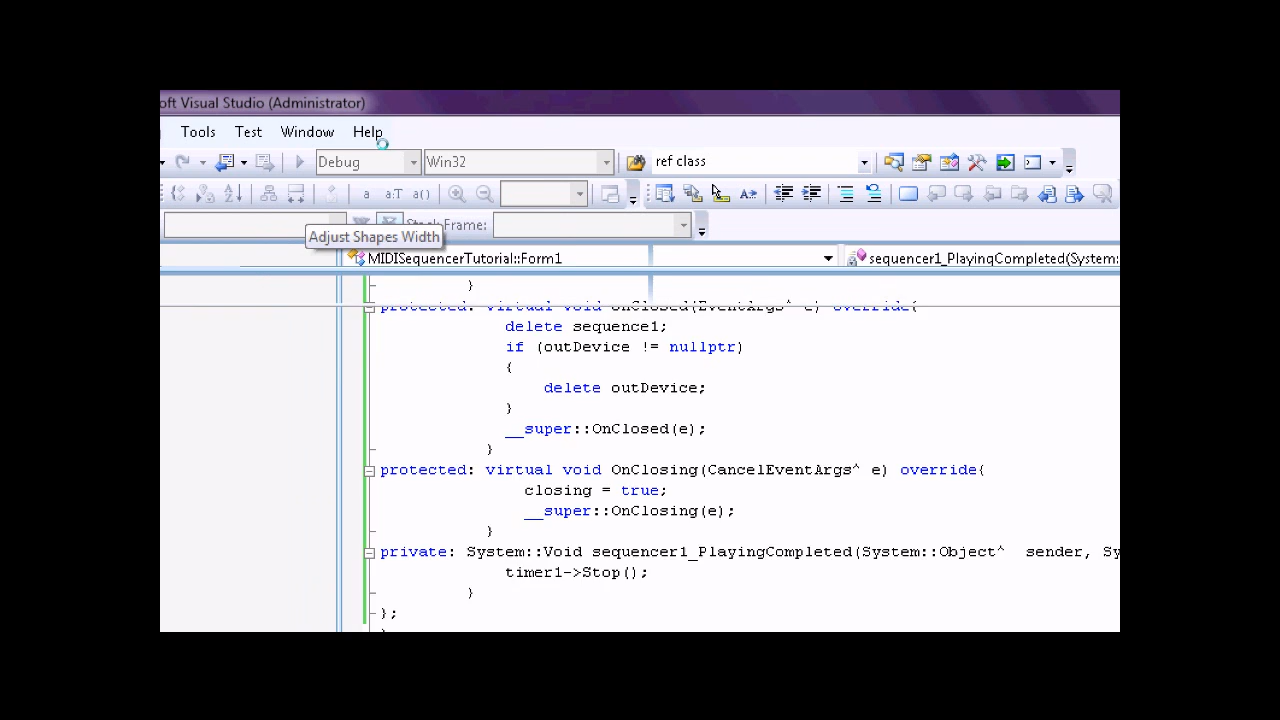 oft Visual Studio (Administrator)
Tools Test Window Help
Debug Win32 ref class
a a:T a() A
Stack Frame:
Adjust Shapes Width
MIDISequencerTutorial::Form1 sequencer1_PlayingCompleted(System:
}
protected: virtual void OnClosed(EventArgs^ e) override{
delete sequence1;
if (outDevice != nullptr)
{
delete outDevice;
}
__super::OnClosed(e);
}
protected: virtual void OnClosing(CancelEventArgs^ e) override{
closing = true;
__super::OnClosing(e);
}
private: System::Void sequencer1_PlayingCompleted(System::Object^ sender, Sy
timer1->Stop();
}
};